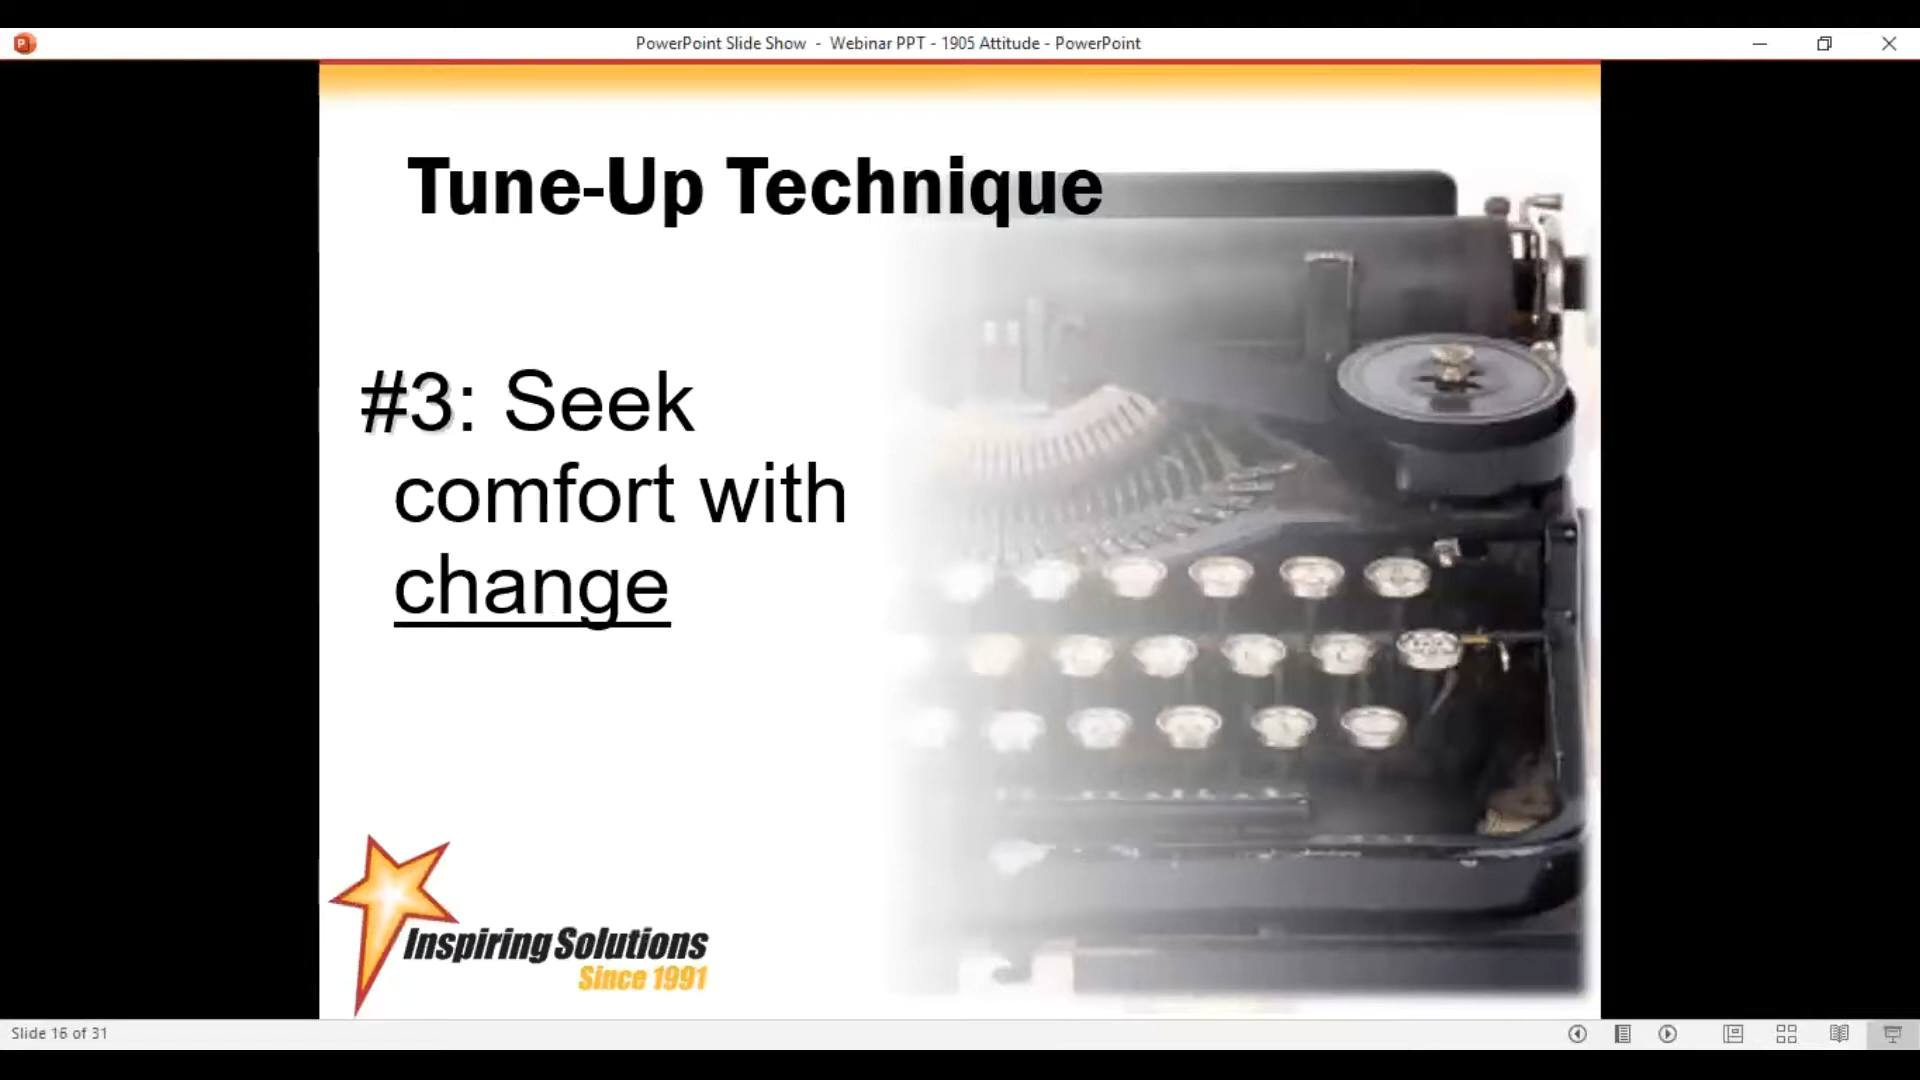 PowerPoint Slide Show - Webinar PPT - 1905 Attitude - PowerPoint
Tune-Up Technique
#3: Seek
comfort with
change
Inspiring Solutions
Since 1991
Slide 16 of 31